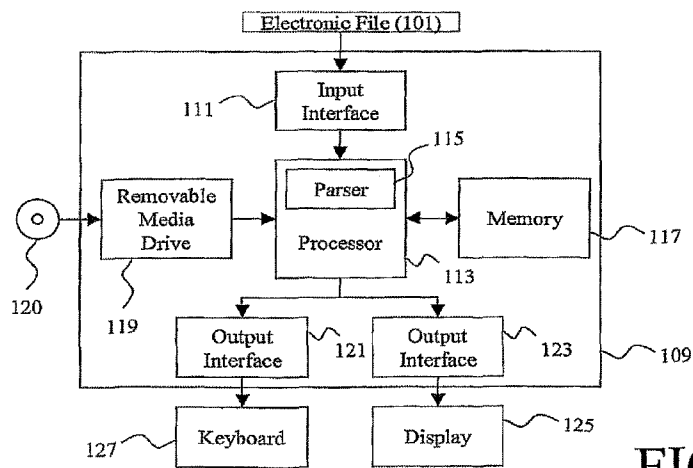 Electronic File (101)
Input
Interface
111
115
Parser
Processor
113
Removable
Media
Drive
119
120
Memory
117
Output
Interface
121
Output
Interface
123
109
Keyboard
127
Display
125
FIG